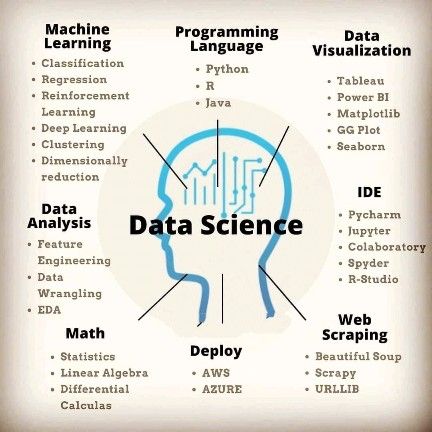 Machine
Learning
• Classification
• Regression
• Reinforcement
Learning
• Deep Learning
• Clustering
• Dimensionally
reduction
Programming
Language
• Python
• R
• Java
Data
Visualization
• Tableau
• Power BI
• Matplotlib
• GG Plot
• Seaborn
Data Science
Data
Analysis
• Feature
Engineering
• Data
Wrangling
• EDA
IDE
• Pycharm
• Jupyter
• Colaboratory
• Spyder
• R-Studio
Math
• Statistics
• Linear Algebra
• Differential
Calculas
Deploy
• AWS
• AZURE
Web
Scraping
• Beautiful Soup
• Scrapy
• URLLIB